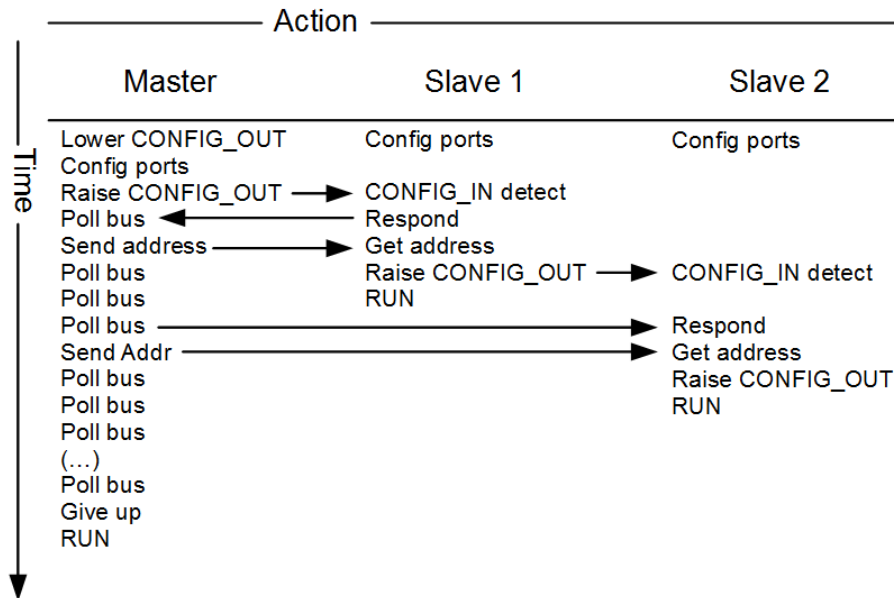 Action
Time
Master Slave 1 Slave 2
Lower CONFIG_OUT Config ports Config ports
Config ports
Raise CONFIG_OUT CONFIG_IN detect
Poll bus Respond
Send address Get address
Poll bus Raise CONFIG_OUT CONFIG_IN detect
Poll bus RUN
Poll bus Respond
Send Addr Get address
Poll bus Raise CONFIG_OUT
Poll bus RUN
Poll bus
(...)
Poll bus
Give up
RUN